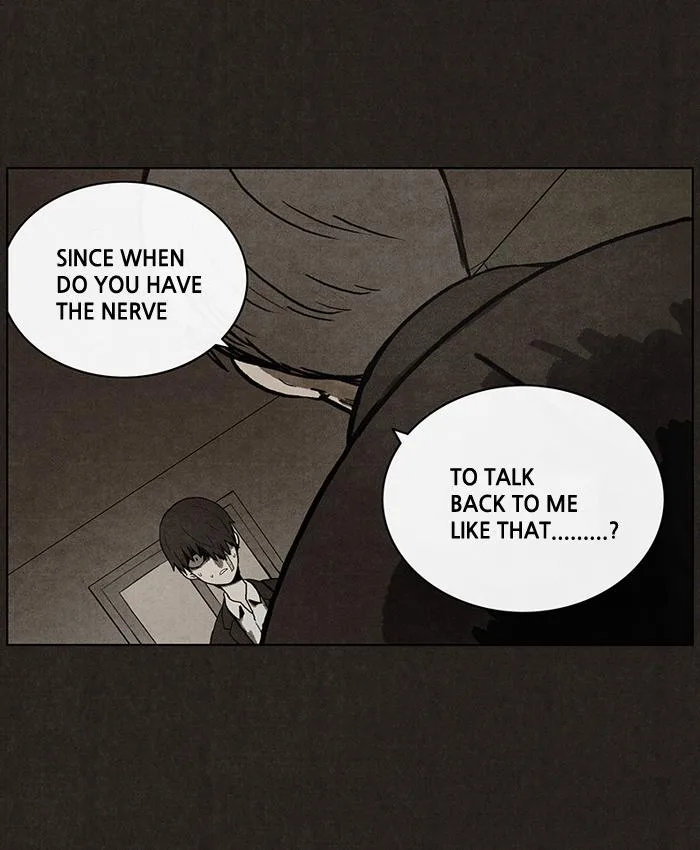 SINCE WHEN
DO YOU HAVE
THE NERVE
TO TALK
BACK TO ME
LIKE THAT.........?